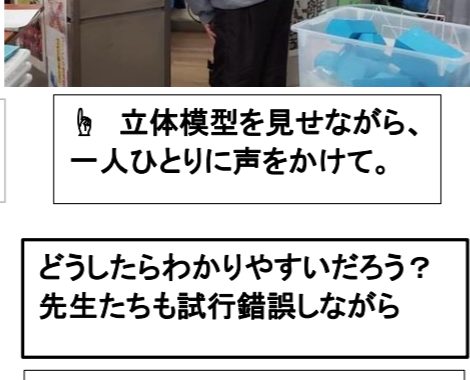 ☝ 立体模型を見せながら、
一人ひとりに声をかけて。
どうしたらわかりやすいだろう？
先生たちも試行錯誤しながら